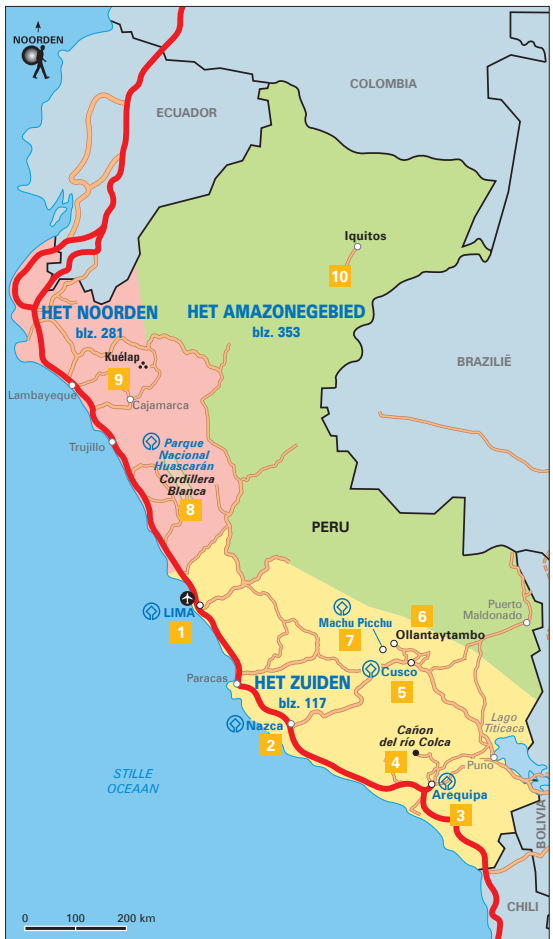 NOORDEN
COLOMBIA
ECUADOR
Iquitos
10
HET NOORDEN
blz. 281
HET AMAZONEGEBIED
blz. 353
Kuélap
9
BRAZILIË
Lambayeque
Cajamarca
Trujillo
Parque
Nacional
Huascarán
Cordillera
Blanca
8
PERU
LIMA
1
6
Puerto
Maldonado
Machu Picchu
7
Ollantaytambo
Paracas
HET ZUIDEN
blz. 117
Cusco
5
Nazca
2
Cañon
del río Colca
4
Lago
Titicaca
Puno
STILLE
OCEAAN
Arequipa
3
BOLIVIA
CHILI
0 100 200 km